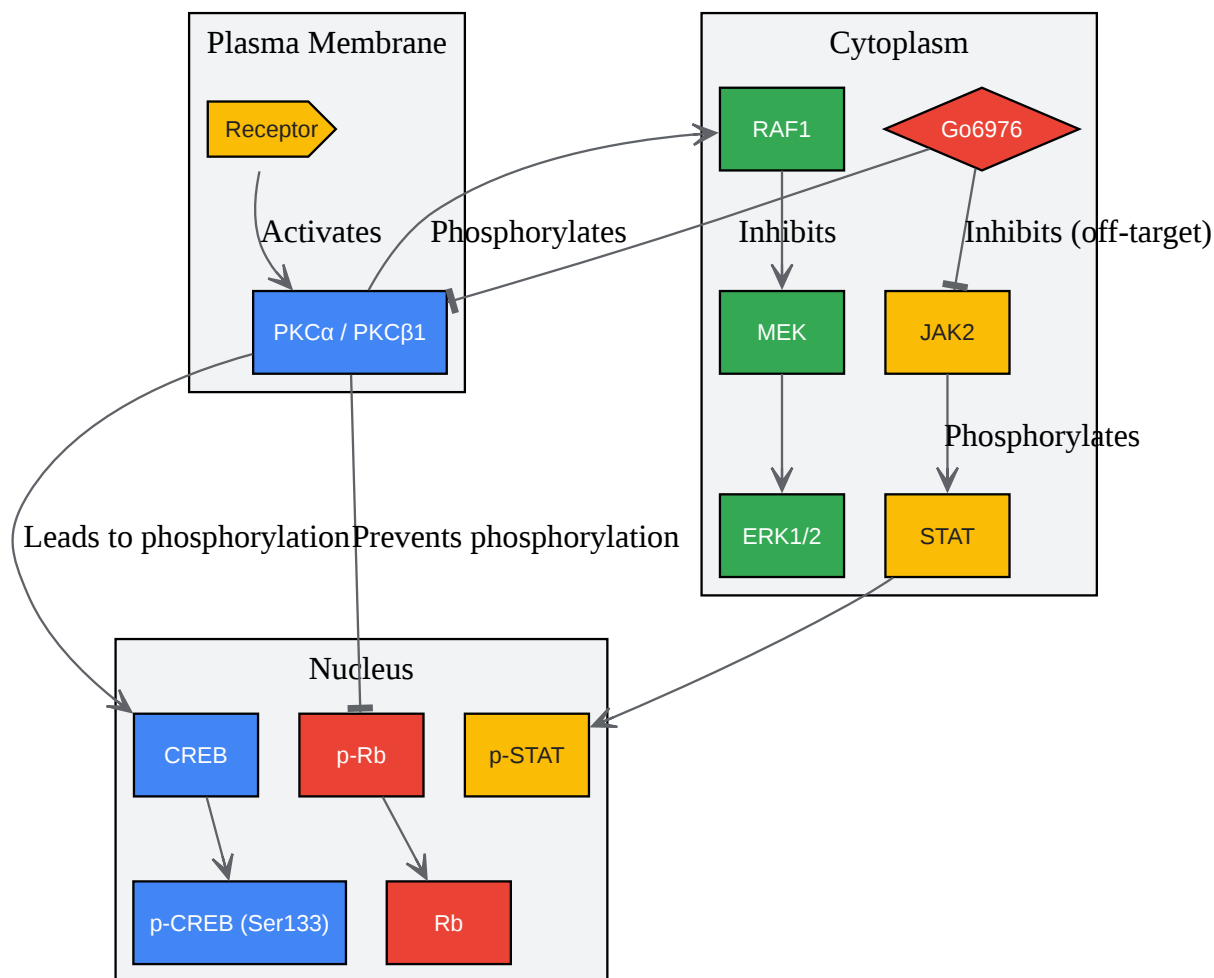 Plasma Membrane
Cytoplasm
Receptor
RAF1
Go6976
Activates
Phosphorylates
Inhibits
Inhibits (off-target)
PKCα / PKCβ1
MEK
JAK2
Phosphorylates
Leads to phosphorylation
Prevents phosphorylation
ERK1/2
STAT
Nucleus
CREB
p-Rb
p-STAT
p-CREB (Ser133)
Rb